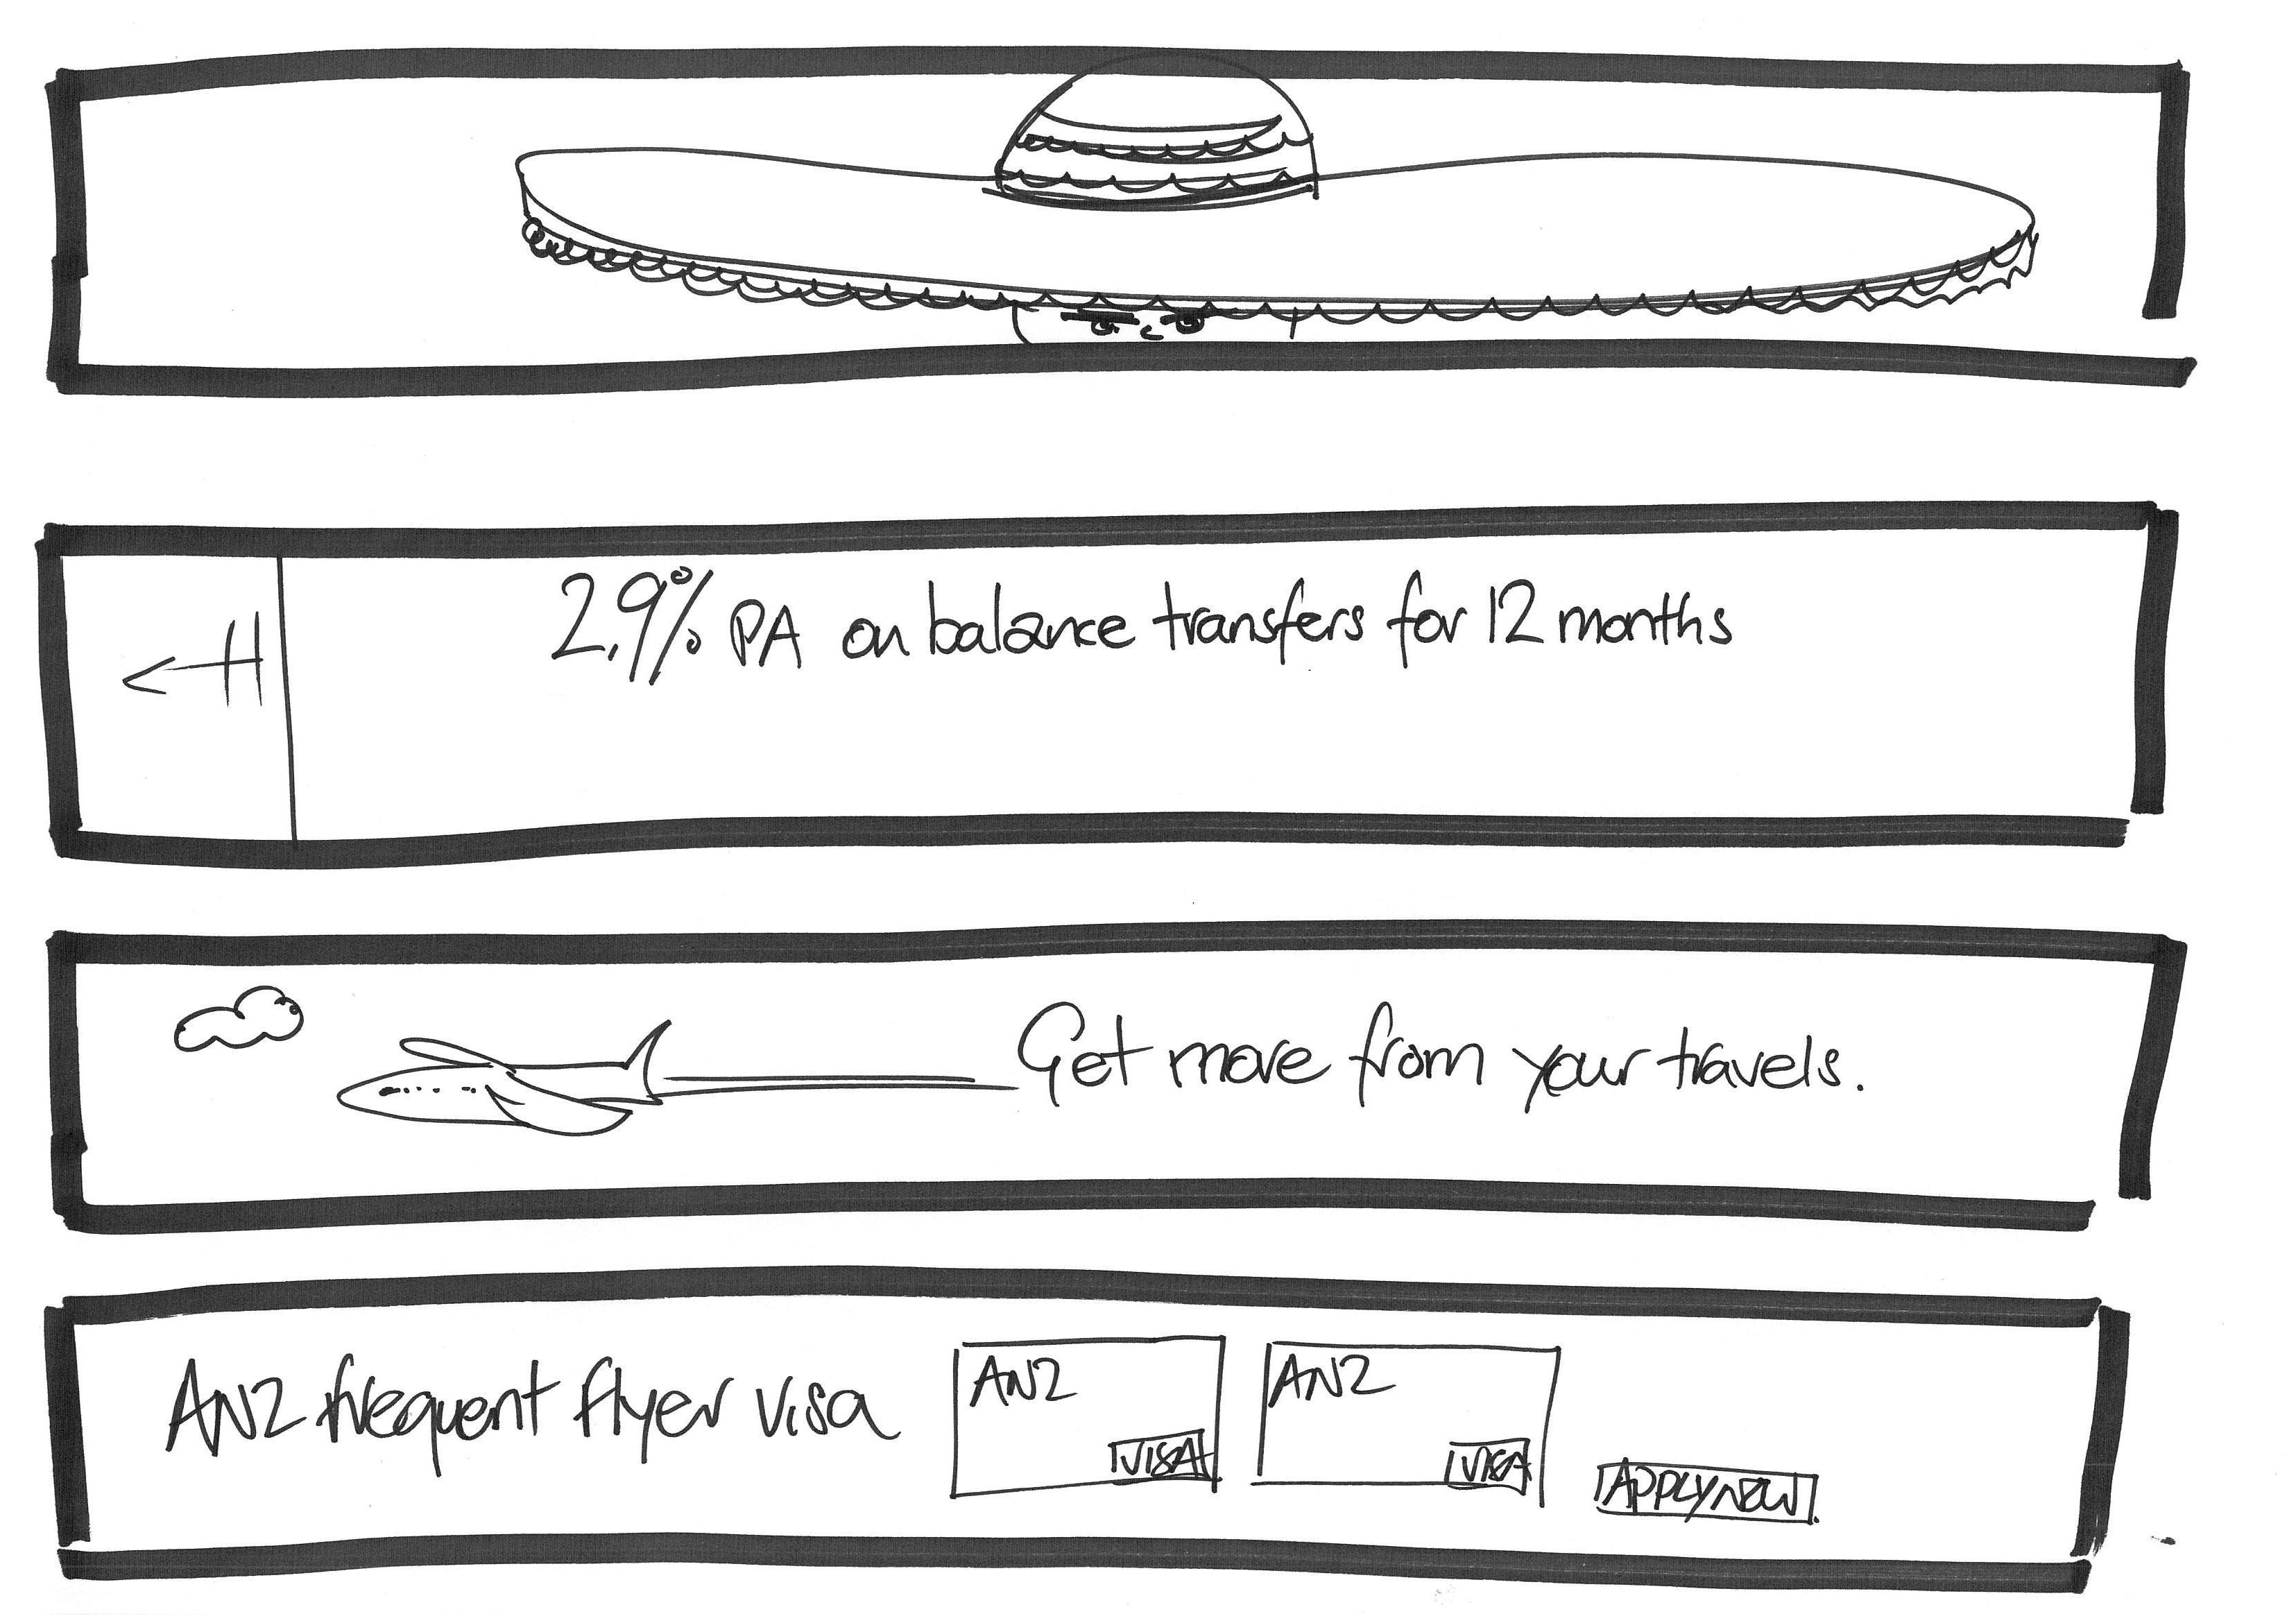 2.9% PA on balance transfers for 12 months
Get more from your travels.
ANZ frequent flyer visa
ANZ
VISA
ANZ
VISA
APPLY NOW